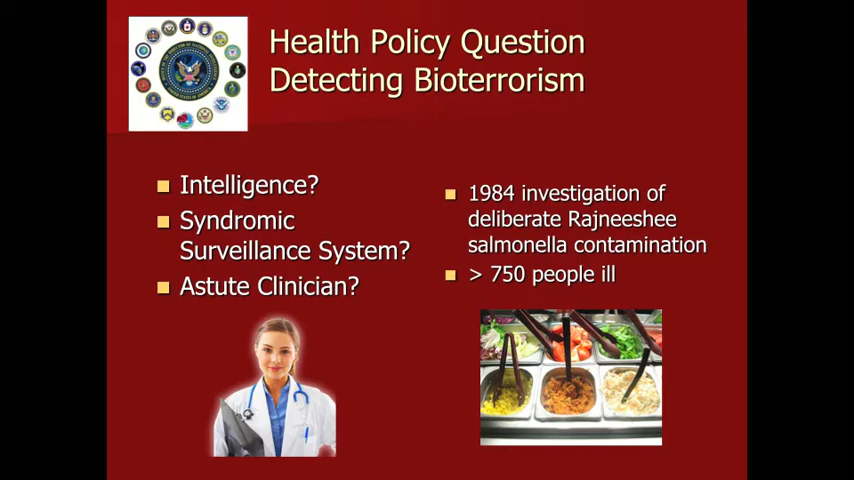 Health Policy Question
Detecting Bioterrorism
Intelligence?
Syndromic
Surveillance System?
Astute Clinician?
1984 investigation of
deliberate Rajneeshee
salmonella contamination
> 750 people ill